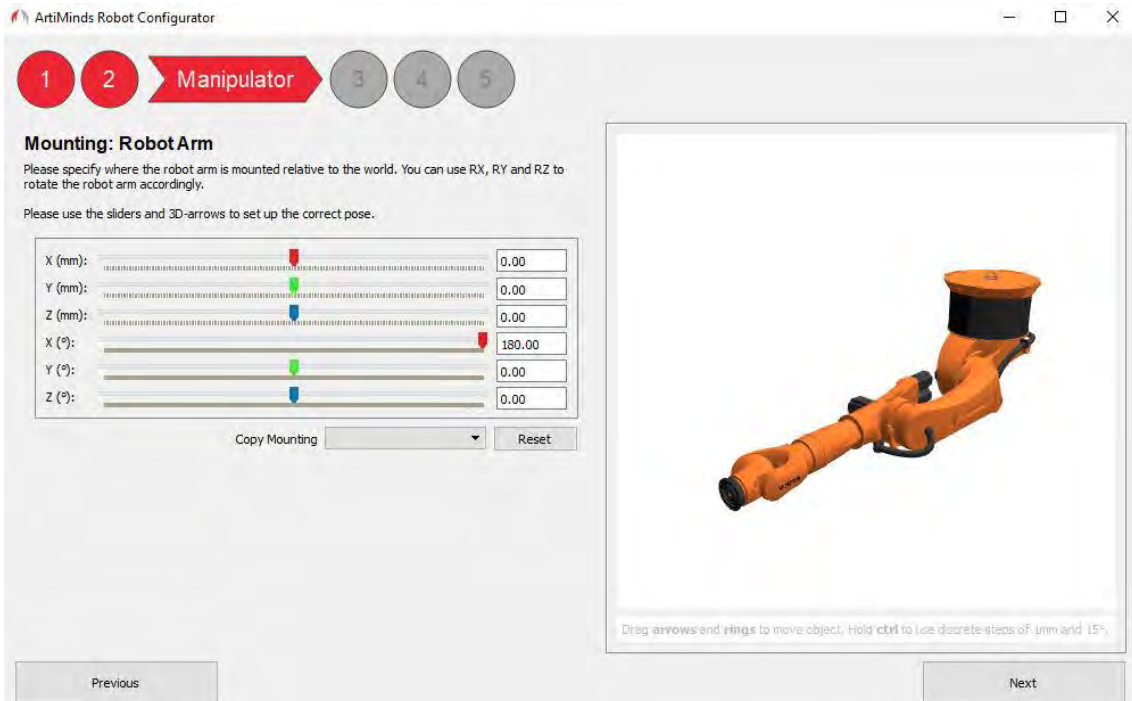 ArtiMinds Robot Configurator
1 2 Manipulator 3 4 5
Mounting: Robot Arm
Please specify where the robot arm is mounted relative to the world. You can use RX, RY and RZ to
rotate the robot arm accordingly.
Please use the sliders and 3D-arrows to set up the correct pose.
X (mm): 0.00
Y (mm): 0.00
Z (mm): 0.00
X (º): 180.00
Y (º): 0.00
Z (º): 0.00
Copy Mounting Reset
Drag arrows and rings to move object. Hold ctrl to use discrete steps of 1mm and 15°.
Previous Next